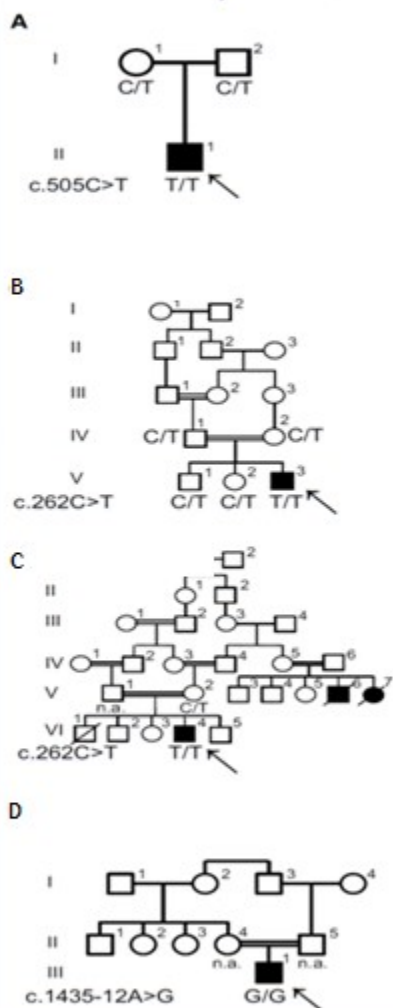 A
I 1 2
C/T C/T
II 1
c.505C>T T/T
B
I 1 2
II 1 2 3
III 1 2 3
IV C/T 1 2 C/T
V 1 2 3
c.262C>T C/T C/T T/T
C
2
II 1 2
III 1 2 3 4
IV 1 2 3 4 5 6
V 1 2 3 4 5 6 7
n.a. C/T
VI 1 2 3 4 5
c.262C>T T/T
D
I 1 2 3 4
II 1 2 3 4 5
n.a. n.a.
III 1
c.1435-12A>G G/G